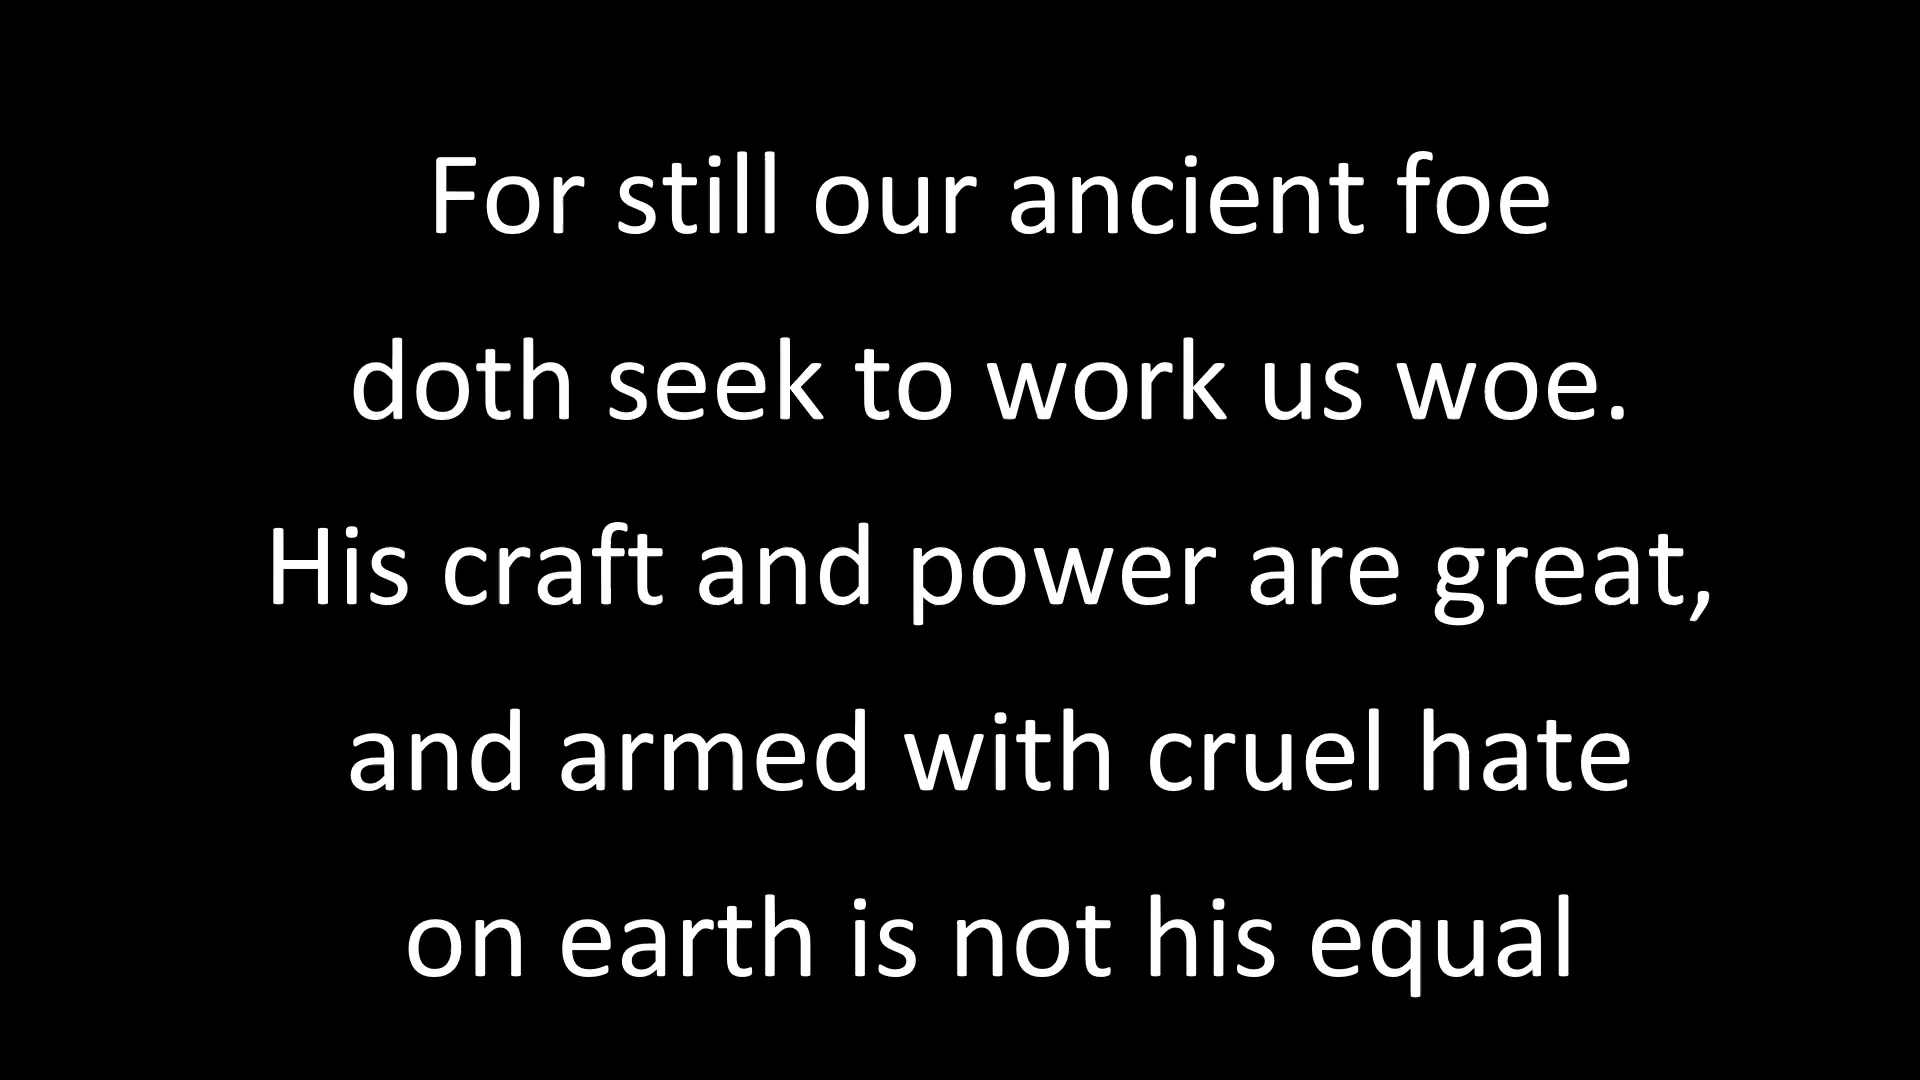 For still our ancient foe
doth seek to work us woe.
His craft and power are great,
and armed with cruel hate
on earth is not his equal